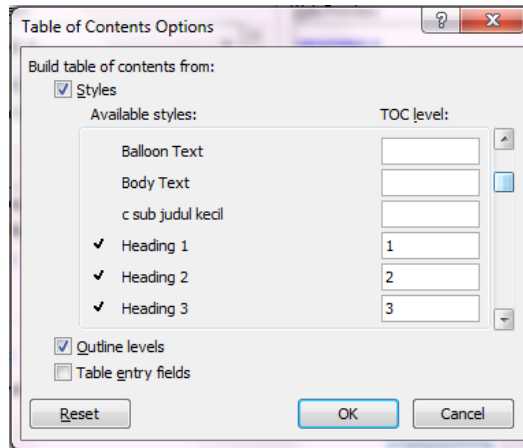 Table of Contents Options
Build table of contents from:
Styles
Available styles: TOC level:
Balloon Text
Body Text
c sub judul kecil
Heading 1 1
Heading 2 2
Heading 3 3
Outline levels
Table entry fields
Reset OK Cancel